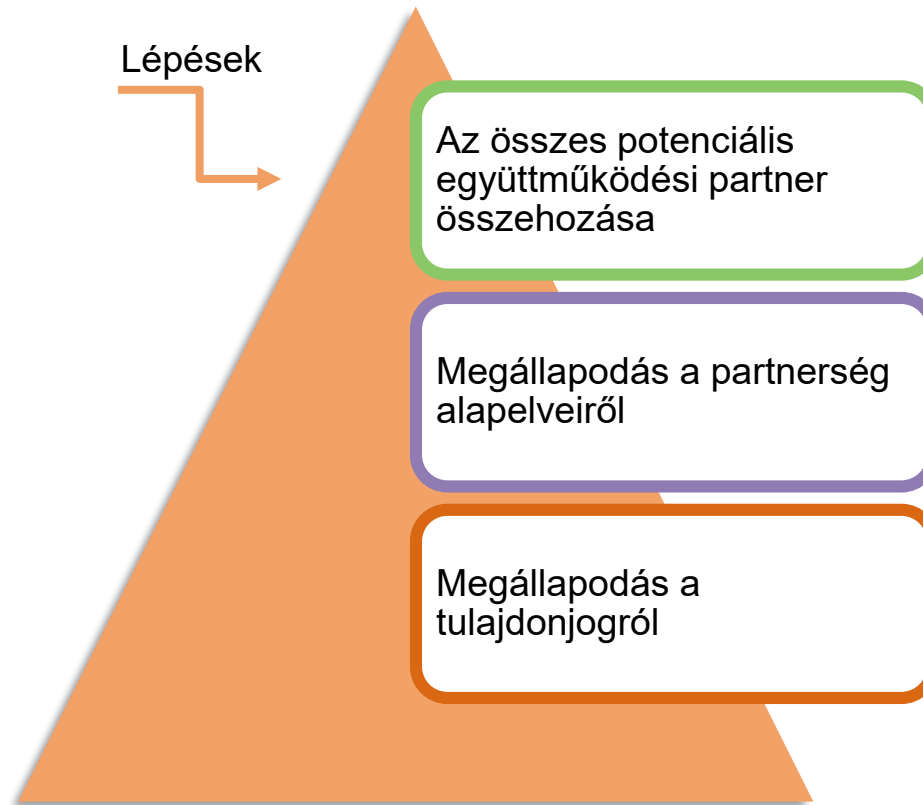 Lépések
Az összes potenciális
együttműködési partner
összehozása
Megállapodás a partnerség
alapelveiről
Megállapodás a
tulajdonjogról